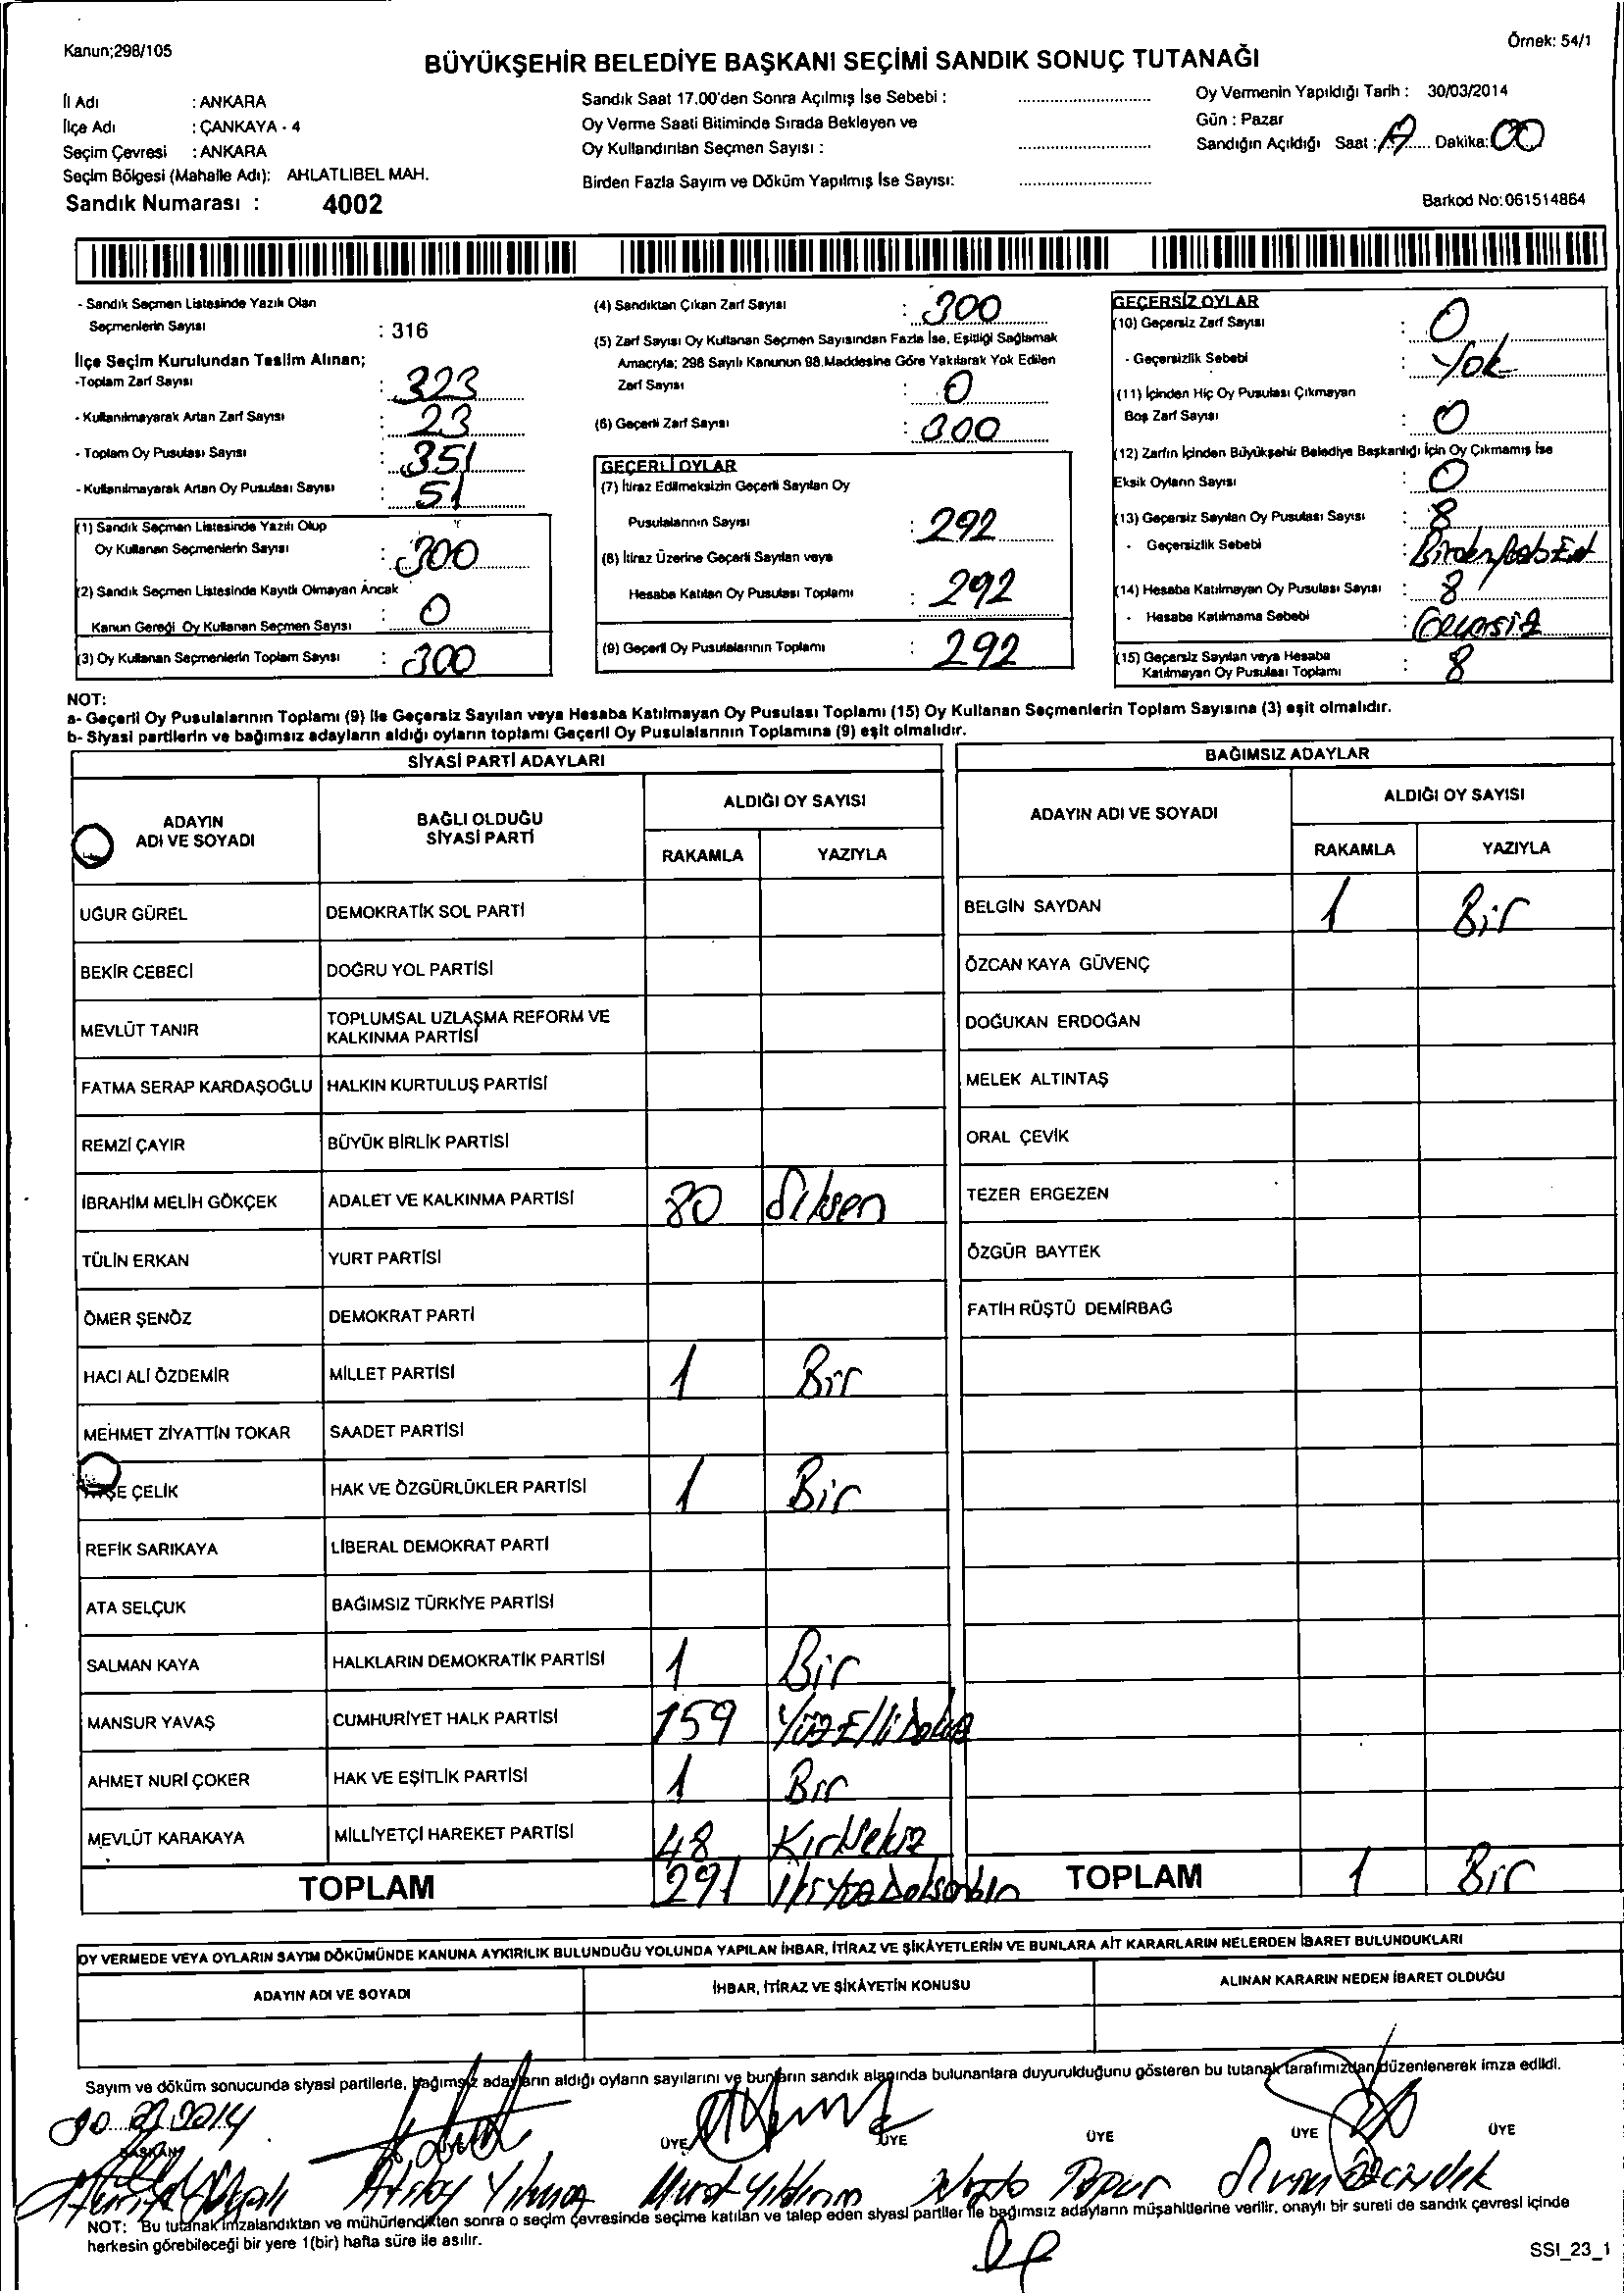 Kanun;298/105
Örnek: 54/1
BÜYÜKŞEHİR BELEDİYE BAŞKANI SEÇİMİ SANDIK SONUÇ TUTANAĞI
İl Adı : ANKARA
İlçe Adı : ÇANKAYA - 4
Seçim Çevresi : ANKARA
Seçim Bölgesi (Mahalle Adı): AHLATLIBEL MAH.
Sandık Numarası : 4002
Sandık Saat 17.00'den Sonra Açılmış İse Sebebi :
Oy Verme Saati Bitiminde Sırada Bekleyen ve
Oy Kullandırılan Seçmen Sayısı :
Birden Fazla Sayım ve Döküm Yapılmış İse Sayısı:
Oy Vermenin Yapıldığı Tarih : 30/03/2014
Gün : Pazar
Sandığın Açıldığı Saat : Dakika: 00
Barkod No:061514864
- Sandık Seçmen Listesinde Yazılı Olan
Seçmenlerin Sayısı : 316
İlçe Seçim Kurulundan Teslim Alınan;
-Toplam Zarf Sayısı : 323
- Kullanılmayarak Artan Zarf Sayısı : 23
- Toplam Oy Pusulası Sayısı : 351
- Kullanılmayarak Artan Oy Pusulası Sayısı : 51
(1) Sandık Seçmen Listesinde Yazılı Olup
Oy Kullanan Seçmenlerin Sayısı : 300
(2) Sandık Seçmen Listesinde Kayıtlı Olmayan Ancak
Kanun Gereği Oy Kullanan Seçmen Sayısı : 0
(3) Oy Kullanan Seçmenlerin Toplam Sayısı : 300
(4) Sandıktan Çıkan Zarf Sayısı : 300
(5) Zarf Sayısı Oy Kullanan Seçmen Sayısından Fazla İse, Eşitliği Sağlamak
Amacıyla; 298 Sayılı Kanunun 98.Maddesine Göre Yakılarak Yok Edilen
Zarf Sayısı : 0
(6) Geçerli Zarf Sayısı : 300
GEÇERLİ OYLAR
(7) İtiraz Edilmeksizin Geçerli Sayılan Oy
Pusulalarının Sayısı : 292
(8) İtiraz Üzerine Geçerli Sayılan veya
Hesaba Katılan Oy Pusulası Toplamı : 292
(9) Geçerli Oy Pusulalarının Toplamı : 292
GEÇERSİZ OYLAR
(10) Geçersiz Zarf Sayısı : 0
- Geçersizlik Sebebi : Yok
(11) İçinden Hiç Oy Pusulası Çıkmayan
Boş Zarf Sayısı : 0
(12) Zarfın İçinden Büyükşehir Belediye Başkanlığı İçin Oy Çıkmamış İse
Eksik Oyların Sayısı : 0
(13) Geçersiz Sayılan Oy Pusulası Sayısı : 8
- Geçersizlik Sebebi :
(14) Hesaba Katılmayan Oy Pusulası Sayısı : 8
- Hesaba Katılmama Sebebi : Geçersiz
(15) Geçersiz Sayılan veya Hesaba
Katılmayan Oy Pusulası Toplamı : 8
NOT:
a- Geçerli Oy Pusulalarının Toplamı (9) ile Geçersiz Sayılan veya Hesaba Katılmayan Oy Pusulası Toplamı (15) Oy Kullanan Seçmenlerin Toplam Sayısına (3) eşit olmalıdır.
b- Siyasi partilerin ve bağımsız adayların aldığı oyların toplamı Geçerli Oy Pusulalarının Toplamına (9) eşit olmalıdır.
SİYASİ PARTİ ADAYLARI
ADAYIN ADI VE SOYADI BAĞLI OLDUĞU SİYASİ PARTİ ALDIĞI OY SAYISI
RAKAMLA YAZIYLA
UĞUR GÜREL DEMOKRATİK SOL PARTİ
BEKİR CEBECİ DOĞRU YOL PARTİSİ
MEVLÜT TANIR TOPLUMSAL UZLAŞMA REFORM VE KALKINMA PARTİSİ
FATMA SERAP KARDAŞOĞLU HALKIN KURTULUŞ PARTİSİ
REMZİ ÇAYIR BÜYÜK BİRLİK PARTİSİ
İBRAHİM MELİH GÖKÇEK ADALET VE KALKINMA PARTİSİ 80 Seksen
TÜLİN ERKAN YURT PARTİSİ
ÖMER ŞENÖZ DEMOKRAT PARTİ
HACI ALİ ÖZDEMİR MİLLET PARTİSİ 1 Bir
MEHMET ZİYATTİN TOKAR SAADET PARTİSİ
ÇELİK HAK VE ÖZGÜRLÜKLER PARTİSİ 1 Bir
REFİK SARIKAYA LİBERAL DEMOKRAT PARTİ
ATA SELÇUK BAĞIMSIZ TÜRKİYE PARTİSİ
SALMAN KAYA HALKLARIN DEMOKRATİK PARTİSİ 1 Bir
MANSUR YAVAŞ CUMHURİYET HALK PARTİSİ 159 YüzElliDokuz
AHMET NURİ ÇOKER HAK VE EŞİTLİK PARTİSİ 1 Bir
MEVLÜT KARAKAYA MİLLİYETÇİ HAREKET PARTİSİ 48 KırkSekiz
TOPLAM 291 ikiyüzdoksanbir
BAĞIMSIZ ADAYLAR
ADAYIN ADI VE SOYADI ALDIĞI OY SAYISI
RAKAMLA YAZIYLA
BELGİN SAYDAN 1 Bir
ÖZCAN KAYA GÜVENÇ
DOĞUKAN ERDOĞAN
MELEK ALTINTAŞ
ORAL ÇEVİK
TEZER ERGEZEN
ÖZGÜR BAYTEK
FATİH RÜŞTÜ DEMİRBAĞ
TOPLAM 1 Bir
OY VERMEDE VEYA OYLARIN SAYIM DÖKÜMÜNDE KANUNA AYKIRILIK BULUNDUĞU YOLUNDA YAPILAN İHBAR, İTİRAZ VE ŞİKÂYETLERİN VE BUNLARA AİT KARARLARIN NELERDEN İBARET BULUNDUKLARI
ADAYIN ADI VE SOYADI İHBAR, İTİRAZ VE ŞİKÂYETİN KONUSU ALINAN KARARIN NEDEN İBARET OLDUĞU
Sayım ve döküm sonucunda siyasi partilerle, bağımsız adayların aldığı oyların sayılarını ve bunların sandık alanında bulunanlara duyurulduğunu gösteren bu tutanak tarafımızdan düzenlenerek imza edildi.
BAŞKAN ÜYE ÜYE ÜYE ÜYE ÜYE ÜYE
Murat Yıldırım
NOT: Bu tutanak imzalandıktan ve mühürlendikten sonra o seçim çevresinde seçime katılan ve talep eden siyasi partiler ile bağımsız adayların müşahitlerine verilir, onaylı bir sureti de sandık çevresi içinde
herkesin görebileceği bir yere 1(bir) hafta süre ile asılır.
SSI_23_1